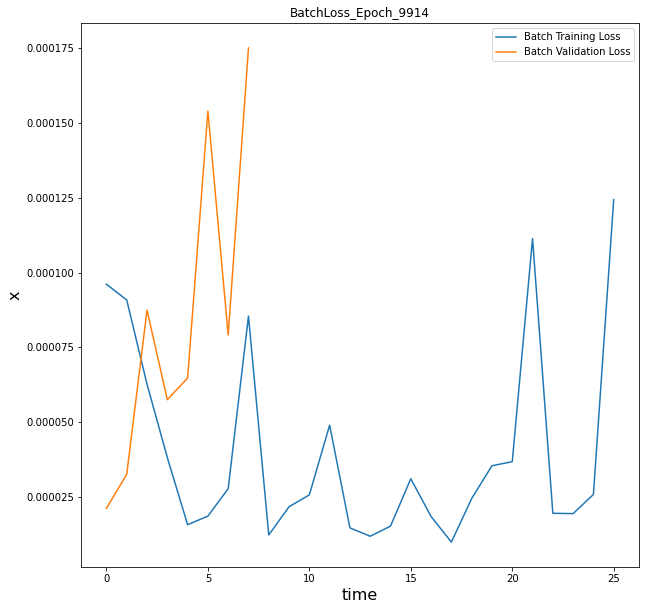 BatchLoss_Epoch_9914
Batch Training Loss
Batch Validation Loss
0.000175
0.000150
0.000125
0.000100
0.000075
0.000050
0.000025
x
0 5 10 15 20 25
time